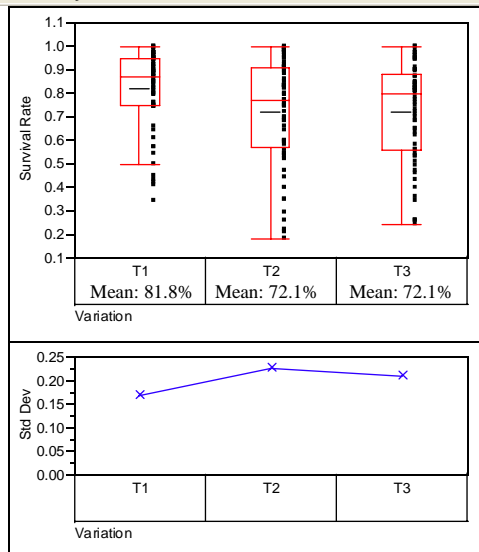 1.1
1.0
0.9
0.8
0.7
0.6
0.5
0.4
0.3
0.2
0.1
Survival Rate
T1 T2 T3
Mean: 81.8% Mean: 72.1% Mean: 72.1%
Variation
0.25
0.20
0.15
0.10
0.05
0.00
Std Dev
T1 T2 T3
Variation